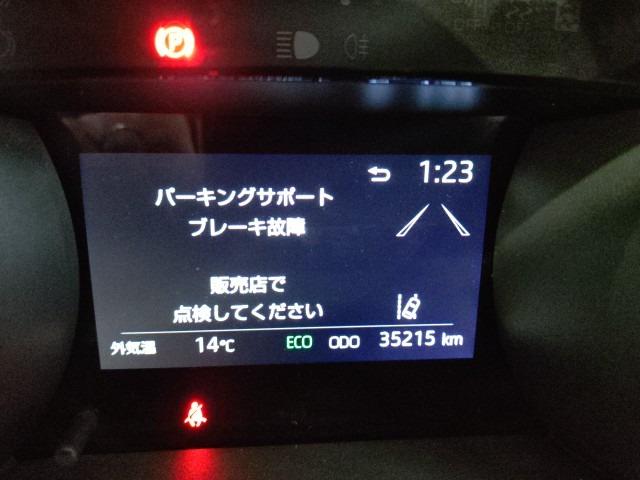 P
OFF
1:23
パーキングサポート
ブレーキ故障
販売店で
点検してください
外気温 14℃ ECO ODO 35215 km